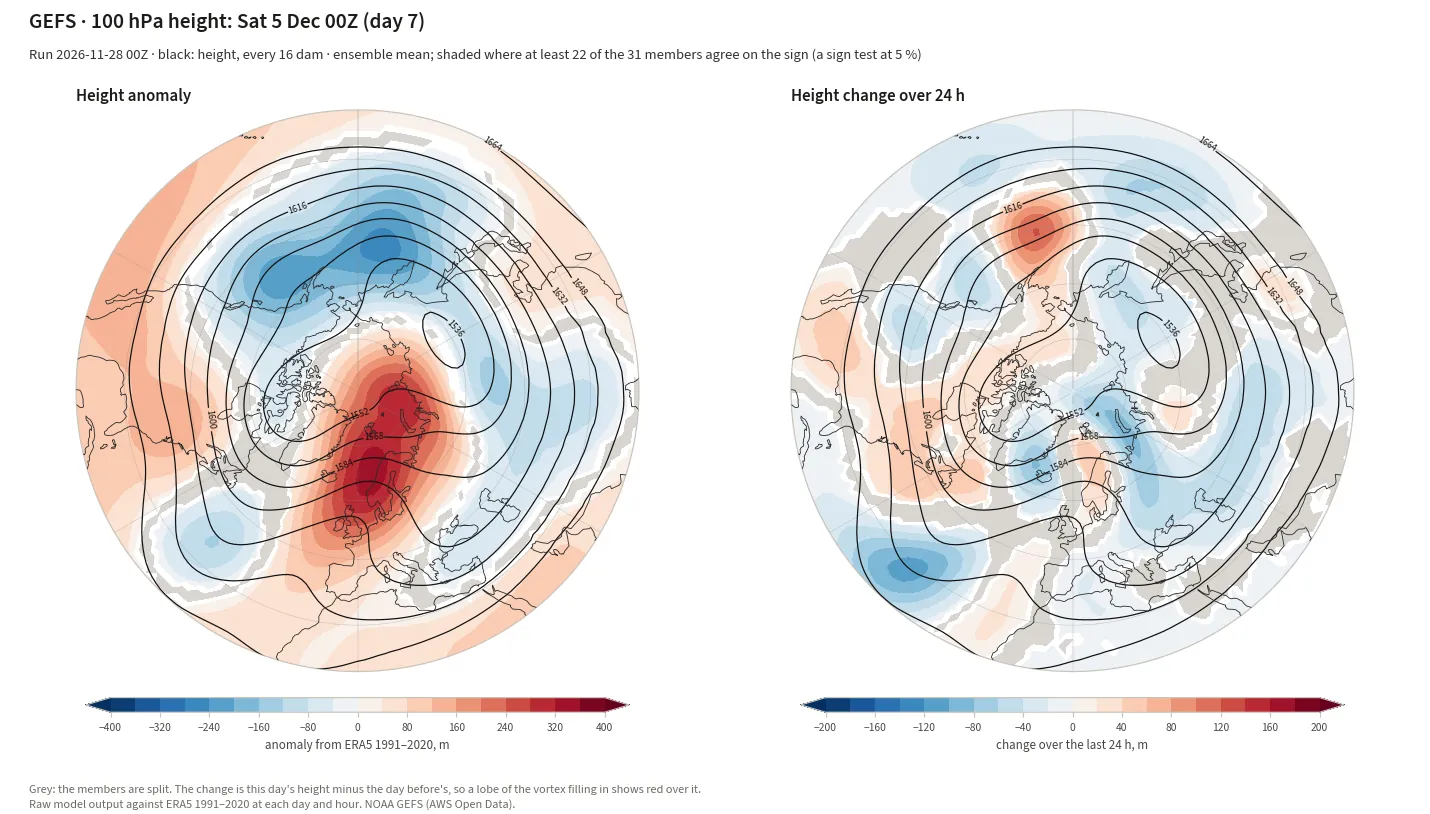 GEFS · 100 hPa height: Sat 5 Dec 00Z (day 7)
Run 2026-11-28 00Z · black: height, every 16 dam · ensemble mean; shaded where at least 22 of the 31 members agree on the sign (a sign test at 5 %)
Height anomaly
Height change over 24 h
1664
1616
1648
1632
1536
1600
1552
1568
1584
1664
1616
1648
1632
1536
1600
1552
1568
1584
−400 −320 −240 −160 −80 0 80 160 240 320 400
anomaly from ERA5 1991–2020, m
−200 −160 −120 −80 −40 0 40 80 120 160 200
change over the last 24 h, m
Grey: the members are split. The change is this day's height minus the day before's, so a lobe of the vortex filling in shows red over it.
Raw model output against ERA5 1991–2020 at each day and hour. NOAA GEFS (AWS Open Data).